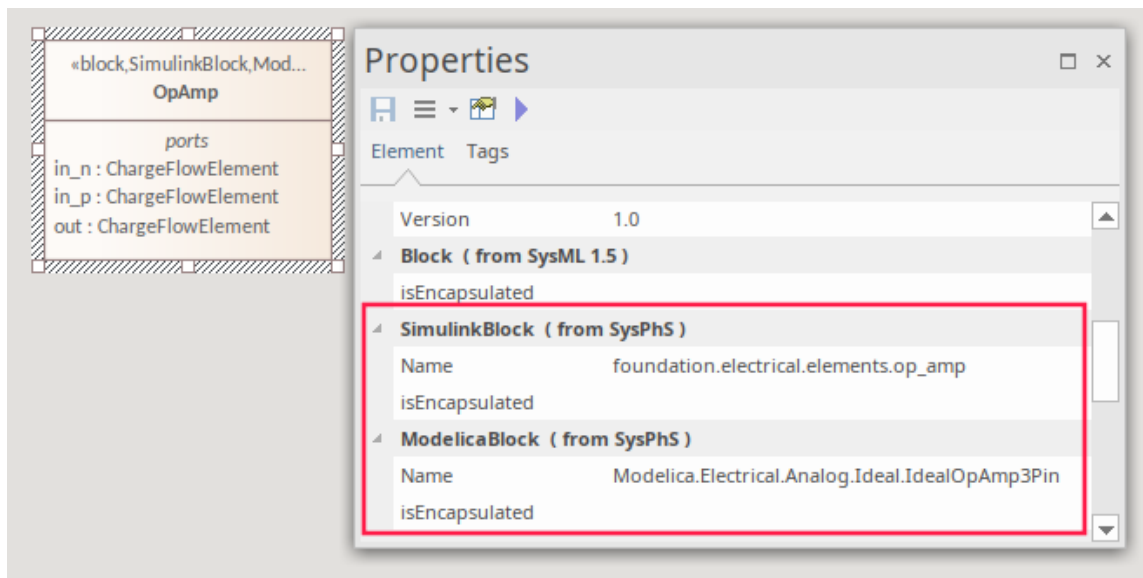 «block,SimulinkBlock,Mod...
OpAmp
ports
in_n : ChargeFlowElement
in_p : ChargeFlowElement
out : ChargeFlowElement
Properties
Element Tags
Version 1.0
Block ( from SysML 1.5 )
isEncapsulated
SimulinkBlock ( from SysPhS )
Name foundation.electrical.elements.op_amp
isEncapsulated
ModelicaBlock ( from SysPhS )
Name Modelica.Electrical.Analog.Ideal.IdealOpAmp3Pin
isEncapsulated